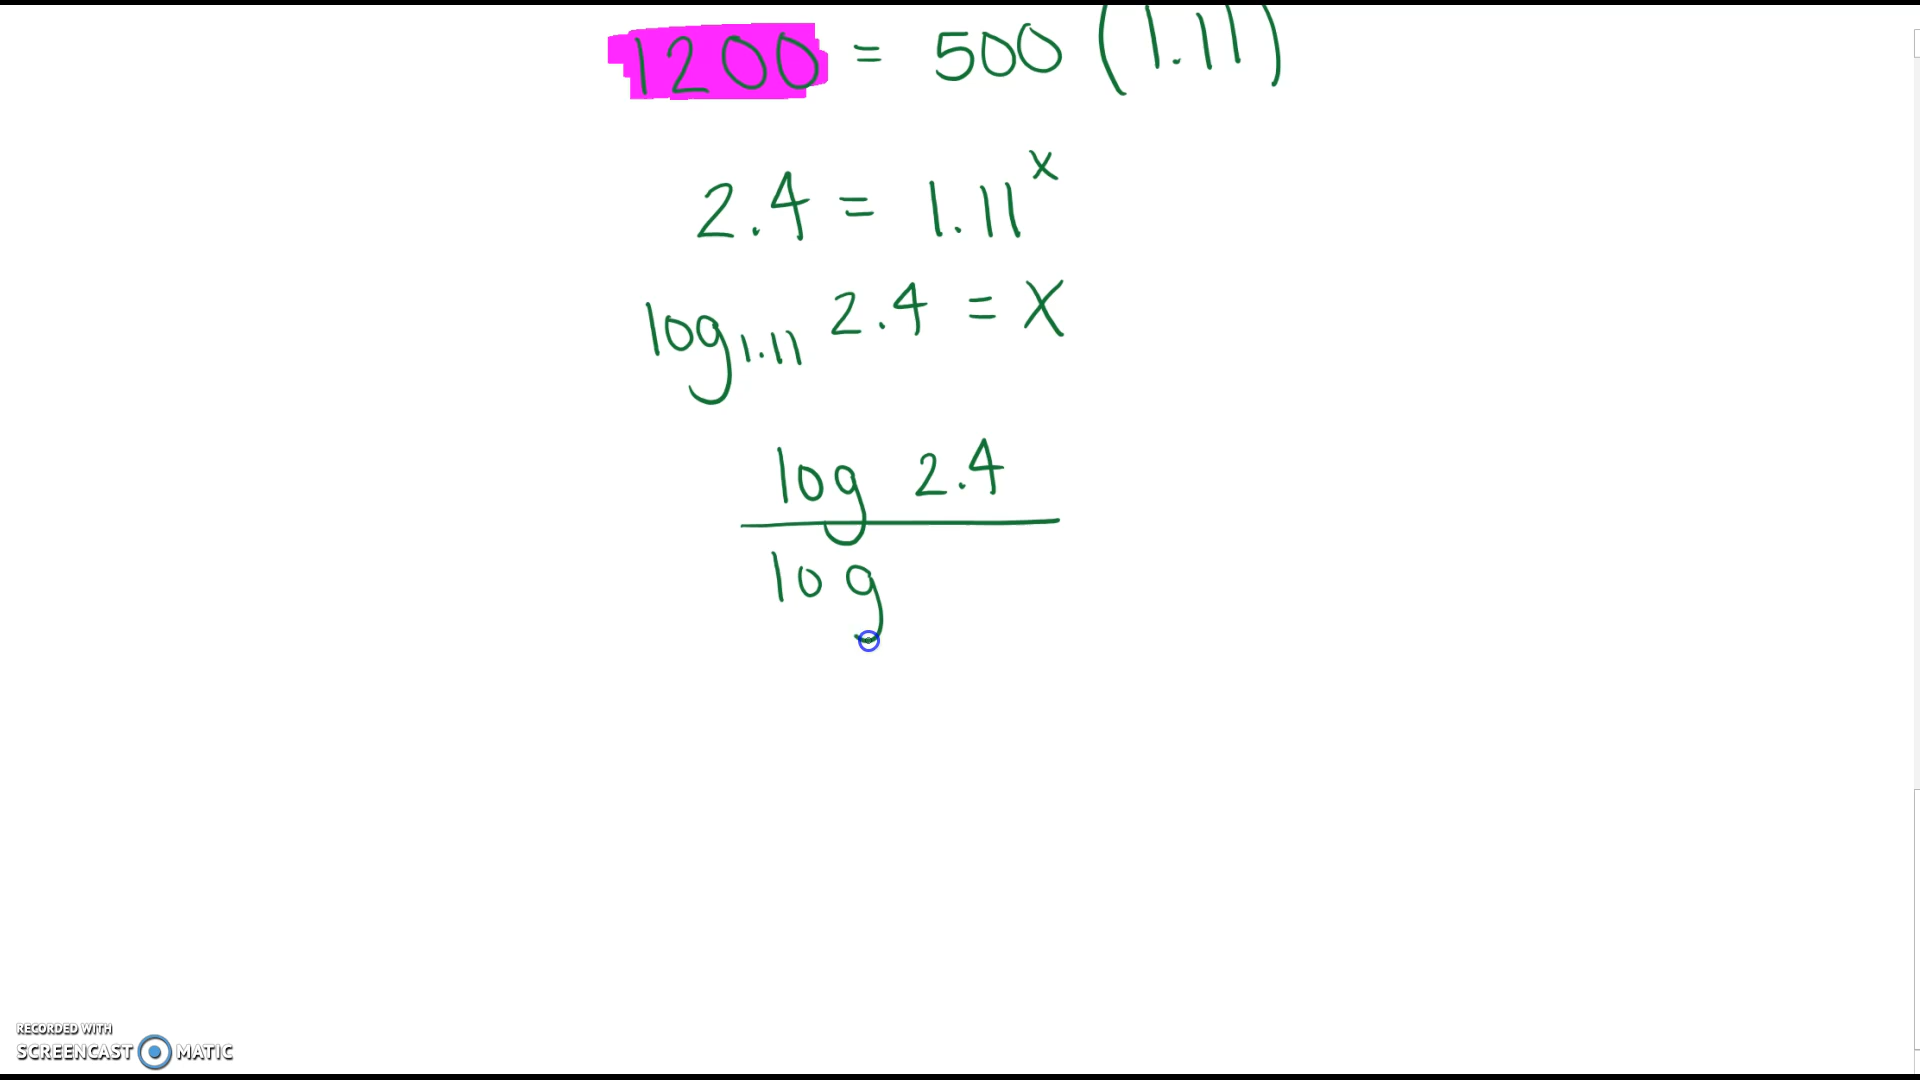 1200 = 500 (1.11)
2.4 = 1.11^x
log_1.11 2.4 = x
log 2.4
log
RECORDED WITH
SCREENCAST MATIC